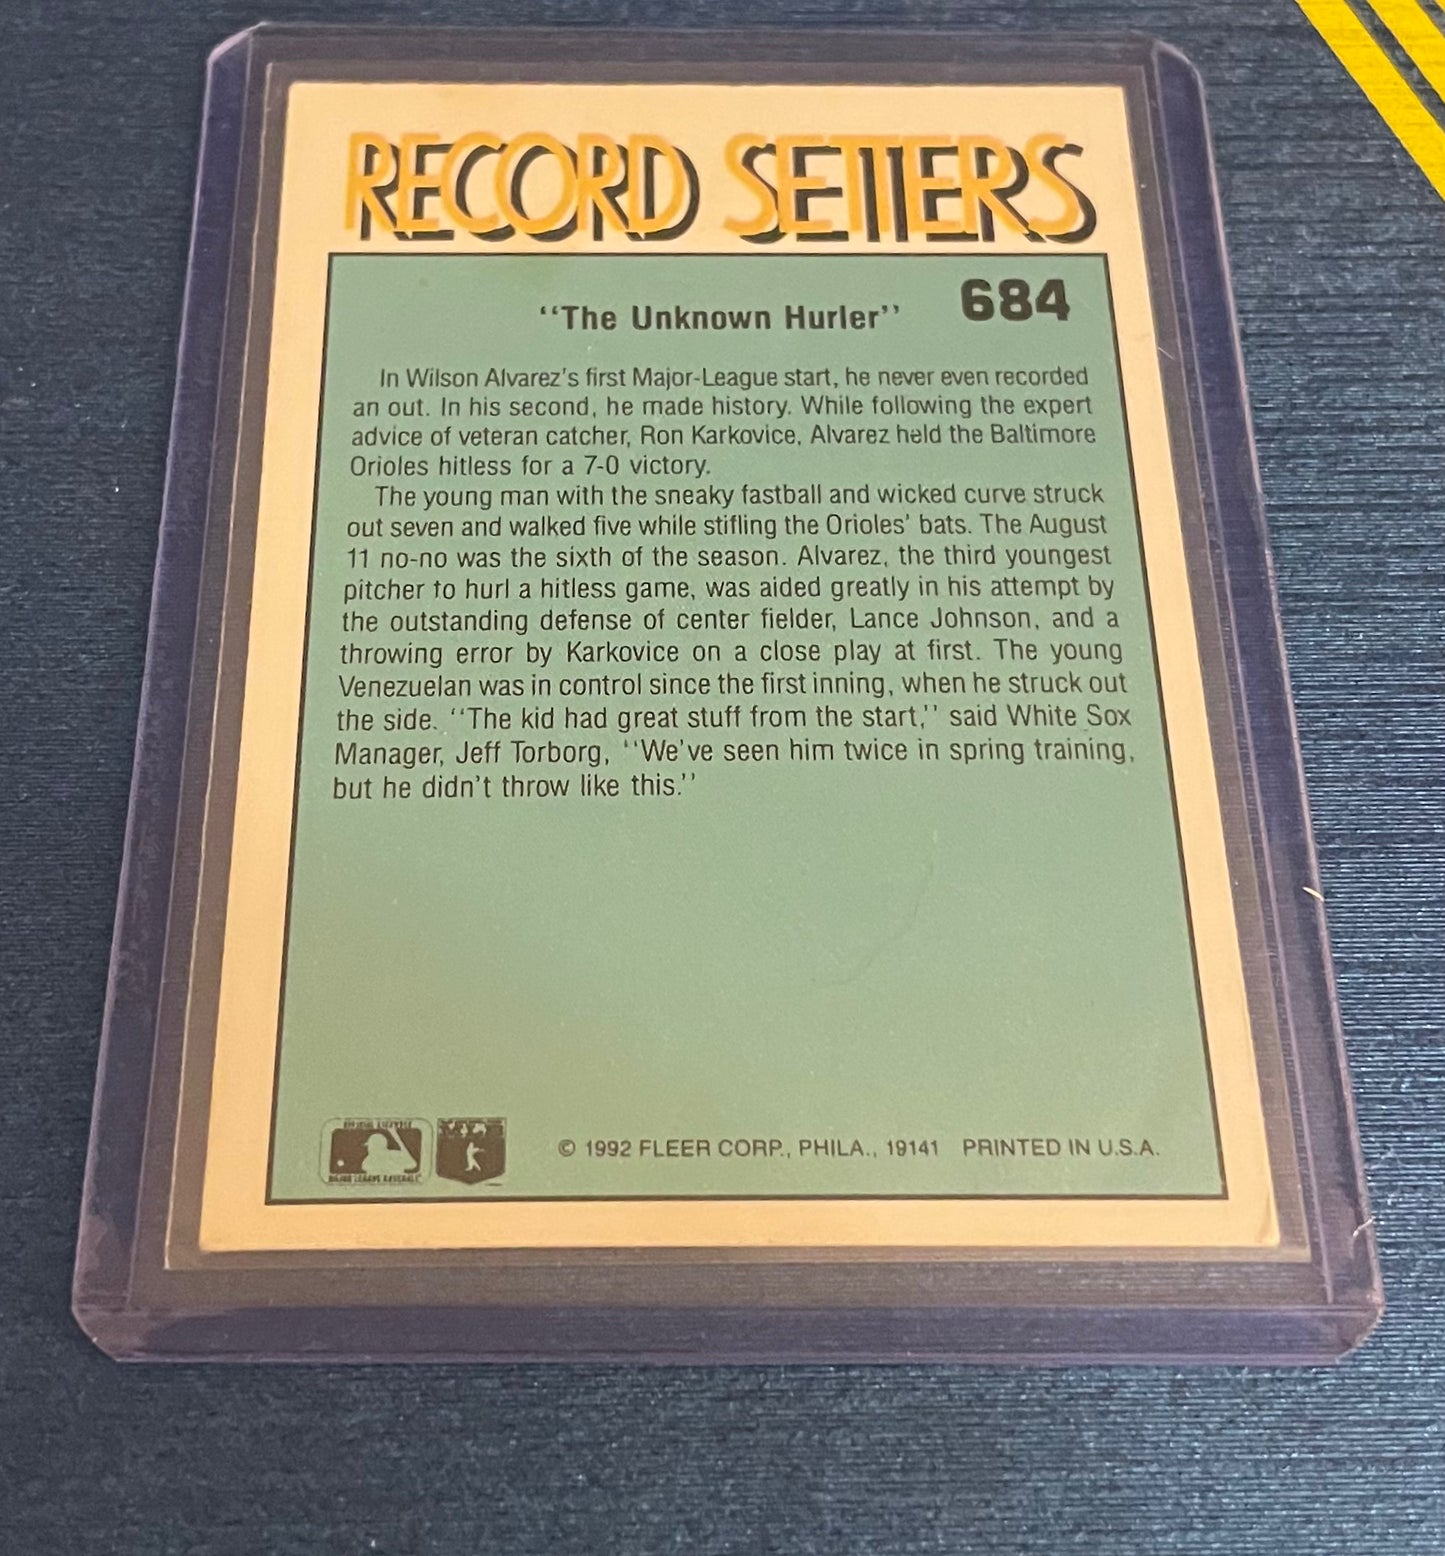 RECORD SETTERS
684
‘‘The Unknown Hurler’’
In Wilson Alvarez's first Major-League start, he never even recorded
an out. In his second, he made history. While following the expert
advice of veteran catcher, Ron Karkovice, Alvarez held the Baltimore
Orioles hitless for a 7-0 victory.
The young man with the sneaky fastball and wicked curve struck
out seven and walked five while stifling the Orioles' bats. The August
11 no-no was the sixth of the season. Alvarez, the third youngest
pitcher to hurl a hitless game, was aided greatly in his attempt by
the outstanding defense of center fielder, Lance Johnson, and a
throwing error by Karkovice on a close play at first. The young
Venezuelan was in control since the first inning, when he struck out
the side. ‘‘The kid had great stuff from the start,’’ said White Sox
Manager, Jeff Torborg, ‘‘We've seen him twice in spring training,
but he didn't throw like this.’’
© 1992 FLEER CORP., PHILA., 19141 PRINTED IN U.S.A.